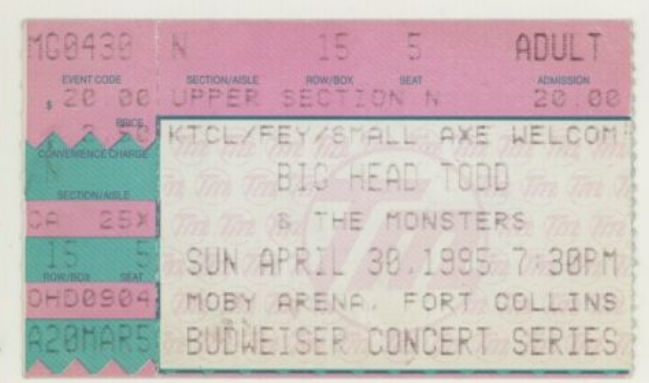 MG0430 N 15 5 ADULT
EVENT CODE SECTION/AISLE ROW/BOX SEAT ADMISSION
$ 20.00 UPPER SECTION N 20.00
PRICE
KTCL/FEY/SMALL AXE WELCOM
CONVENIENCE CHARGE
BIG HEAD TODD
SECTION/AISLE
CA 25X & THE MONSTERS
15 5 SUN APRIL 30,1995 7:30PM
ROW/BOX SEAT
OHD0904 MOBY ARENA, FORT COLLINS
A20MAR5 BUDWEISER CONCERT SERIES